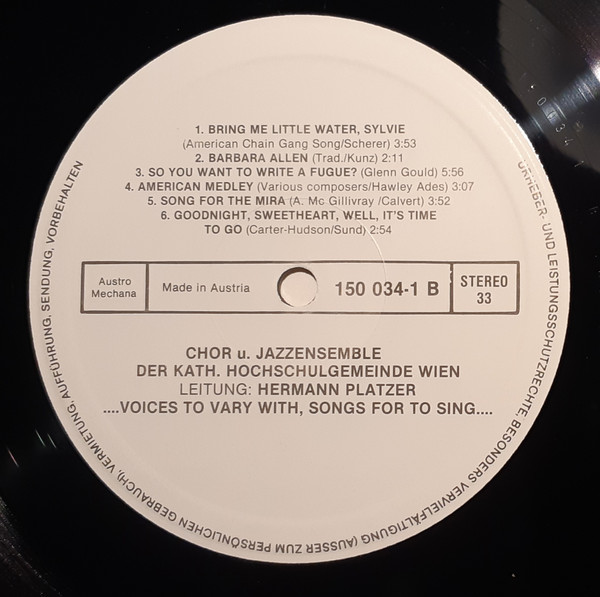 1. BRING ME LITTLE WATER, SYLVIE
(American Chain Gang Song/Scherer) 3:53
2. BARBARA ALLEN (Trad./Kunz) 2:11
3. SO YOU WANT TO WRITE A FUGUE? (Glenn Gould) 5:56
4. AMERICAN MEDLEY (Various composers/Hawley Ades) 3:07
5. SONG FOR THE MIRA (A. Mc Gillivray /Calvert) 3:52
6. GOODNIGHT, SWEETHEART, WELL, IT'S TIME
TO GO (Carter-Hudson/Sund) 2:54
Austro
Mechana
Made in Austria
150 034-1 B
STEREO
33
CHOR u. JAZZENSEMBLE
DER KATH. HOCHSCHULGEMEINDE WIEN
LEITUNG: HERMANN PLATZER
....VOICES TO VARY WITH, SONGS FOR TO SING....
URHEBER- UND LEISTUNGSSCHUTZRECHTE, BESONDERS VERVIELFÄLTIGUNG (AUSSER ZUM PERSÖNLICHEN GEBRAUCH), VERMIETUNG, AUFFÜHRUNG, SENDUNG, VORBEHALTEN